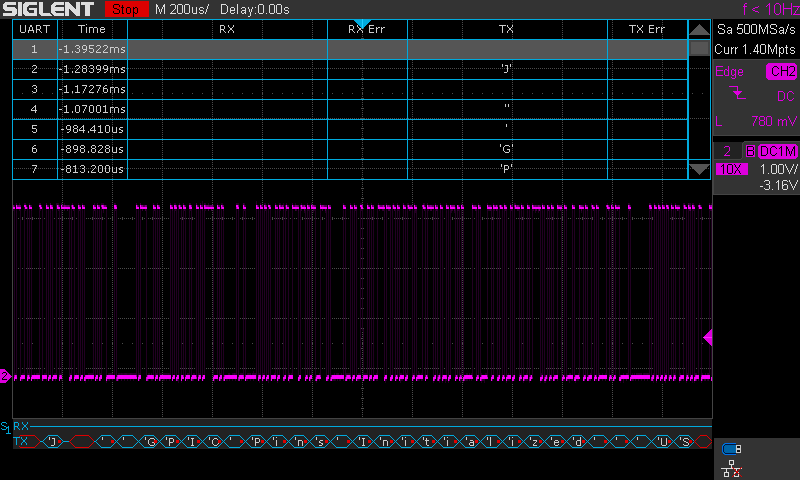 SIGLENT Stop M 200us/ Delay:0.00s f < 10Hz
UART Time RX RX Err TX TX Err
1 -1.39522ms
2 -1.28399ms 'J'
3 -1.17276ms
4 -1.07001ms ''
5 -984.410us '
6 -898.828us 'G'
7 -813.200us 'P'
Sa 500MSa/s
Curr 1.40Mpts
Edge CH2
DC
L 780 mV
2 B DC1M
10X 1.00V/
-3.16V
2
S1 RX
TX 'J ' ' 'G 'P 'I 'O ' 'P 'i 'n 's ' 'I 'n 'i 't 'i 'a 'l 'i 'z 'e 'd ' ' 'U 'S